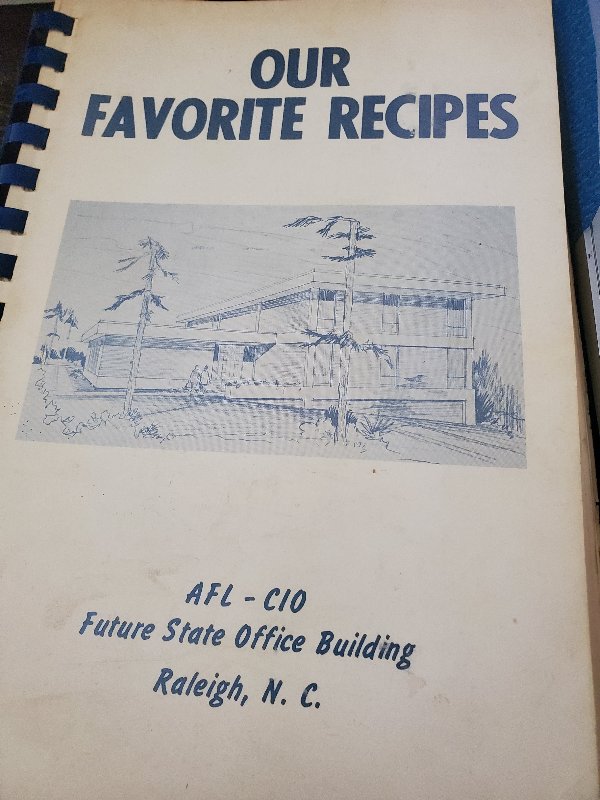 OUR
FAVORITE RECIPES
AFL - CIO
Future State Office Building
Raleigh, N. C.